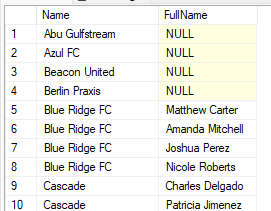 Name FullName
1 Abu Gulfstream NULL
2 Azul FC NULL
3 Beacon United NULL
4 Berlin Praxis NULL
5 Blue Ridge FC Matthew Carter
6 Blue Ridge FC Amanda Mitchell
7 Blue Ridge FC Joshua Perez
8 Blue Ridge FC Nicole Roberts
9 Cascade Charles Delgado
10 Cascade Patricia Jimenez